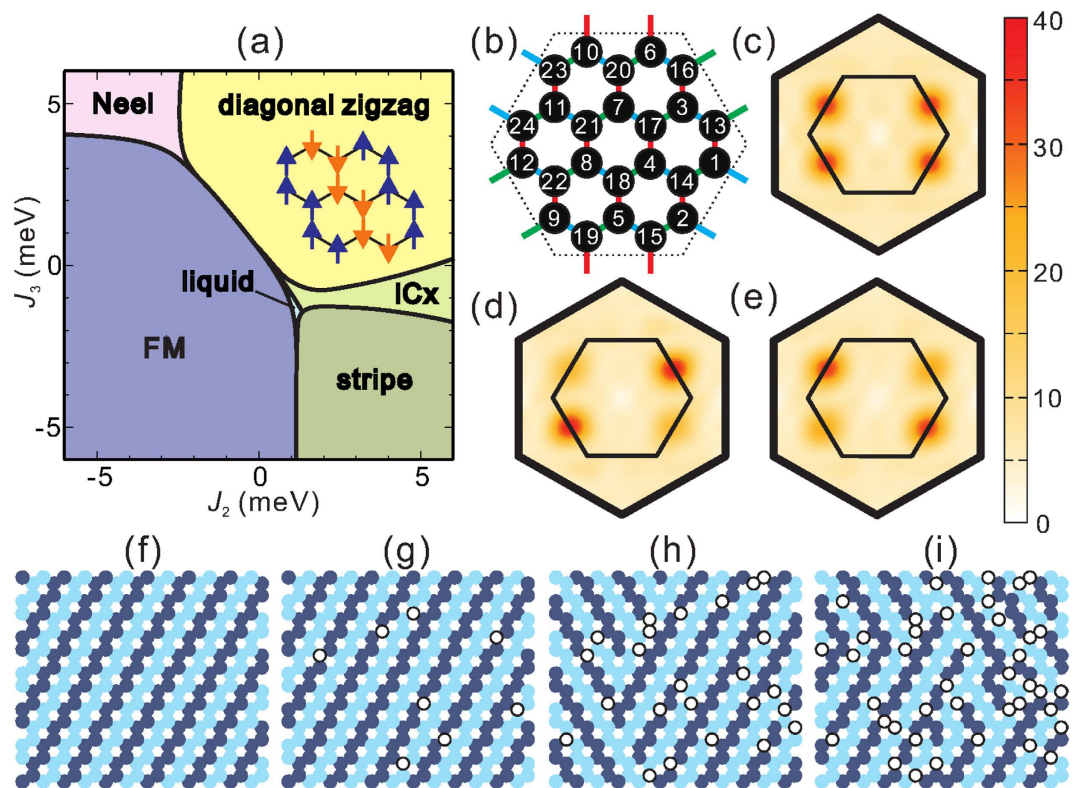 (a)
Neel
diagonal zigzag
liquid
ICx
FM
stripe
5
0
-5
J3 (meV)
-5
0
5
J2 (meV)
(b)
10
6
23
20
16
11
7
3
24
21
17
13
12
8
4
1
22
18
14
9
5
2
19
15
(c)
40
30
20
10
0
(d)
(e)
(f)
(g)
(h)
(i)